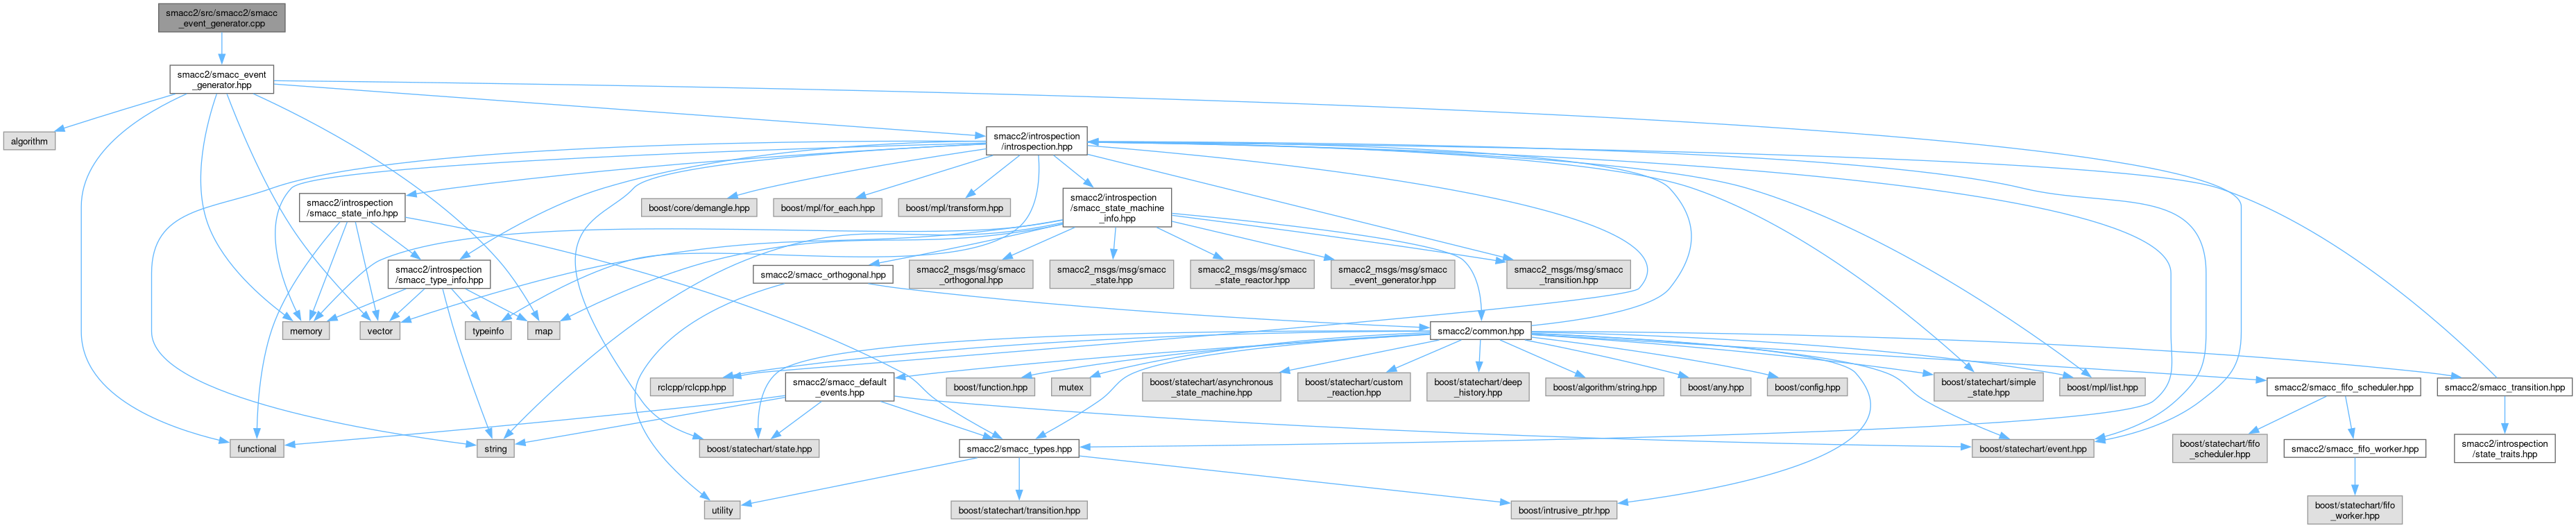 smacc2/src/smacc2/smacc
_event_generator.cpp
smacc2/smacc_event
_generator.hpp
algorithm
smacc2/introspection
/introspection.hpp
smacc2/introspection
/smacc_state_info.hpp
boost/core/demangle.hpp
boost/mpl/for_each.hpp
boost/mpl/transform.hpp
smacc2/introspection
/smacc_state_machine
_info.hpp
smacc2/introspection
/smacc_type_info.hpp
smacc2/smacc_orthogonal.hpp
smacc2_msgs/msg/smacc
_orthogonal.hpp
smacc2_msgs/msg/smacc
_state.hpp
smacc2_msgs/msg/smacc
_state_reactor.hpp
smacc2_msgs/msg/smacc
_event_generator.hpp
smacc2_msgs/msg/smacc
_transition.hpp
memory
vector
typeinfo
map
smacc2/common.hpp
rclcpp/rclcpp.hpp
smacc2/smacc_default
_events.hpp
boost/function.hpp
mutex
boost/statechart/asynchronous
_state_machine.hpp
boost/statechart/custom
_reaction.hpp
boost/statechart/deep
_history.hpp
boost/algorithm/string.hpp
boost/any.hpp
boost/config.hpp
boost/statechart/simple
_state.hpp
boost/mpl/list.hpp
smacc2/smacc_fifo_scheduler.hpp
smacc2/smacc_transition.hpp
functional
string
boost/statechart/state.hpp
smacc2/smacc_types.hpp
boost/statechart/event.hpp
boost/statechart/fifo
_scheduler.hpp
smacc2/smacc_fifo_worker.hpp
smacc2/introspection
/state_traits.hpp
utility
boost/statechart/transition.hpp
boost/intrusive_ptr.hpp
boost/statechart/fifo
_worker.hpp